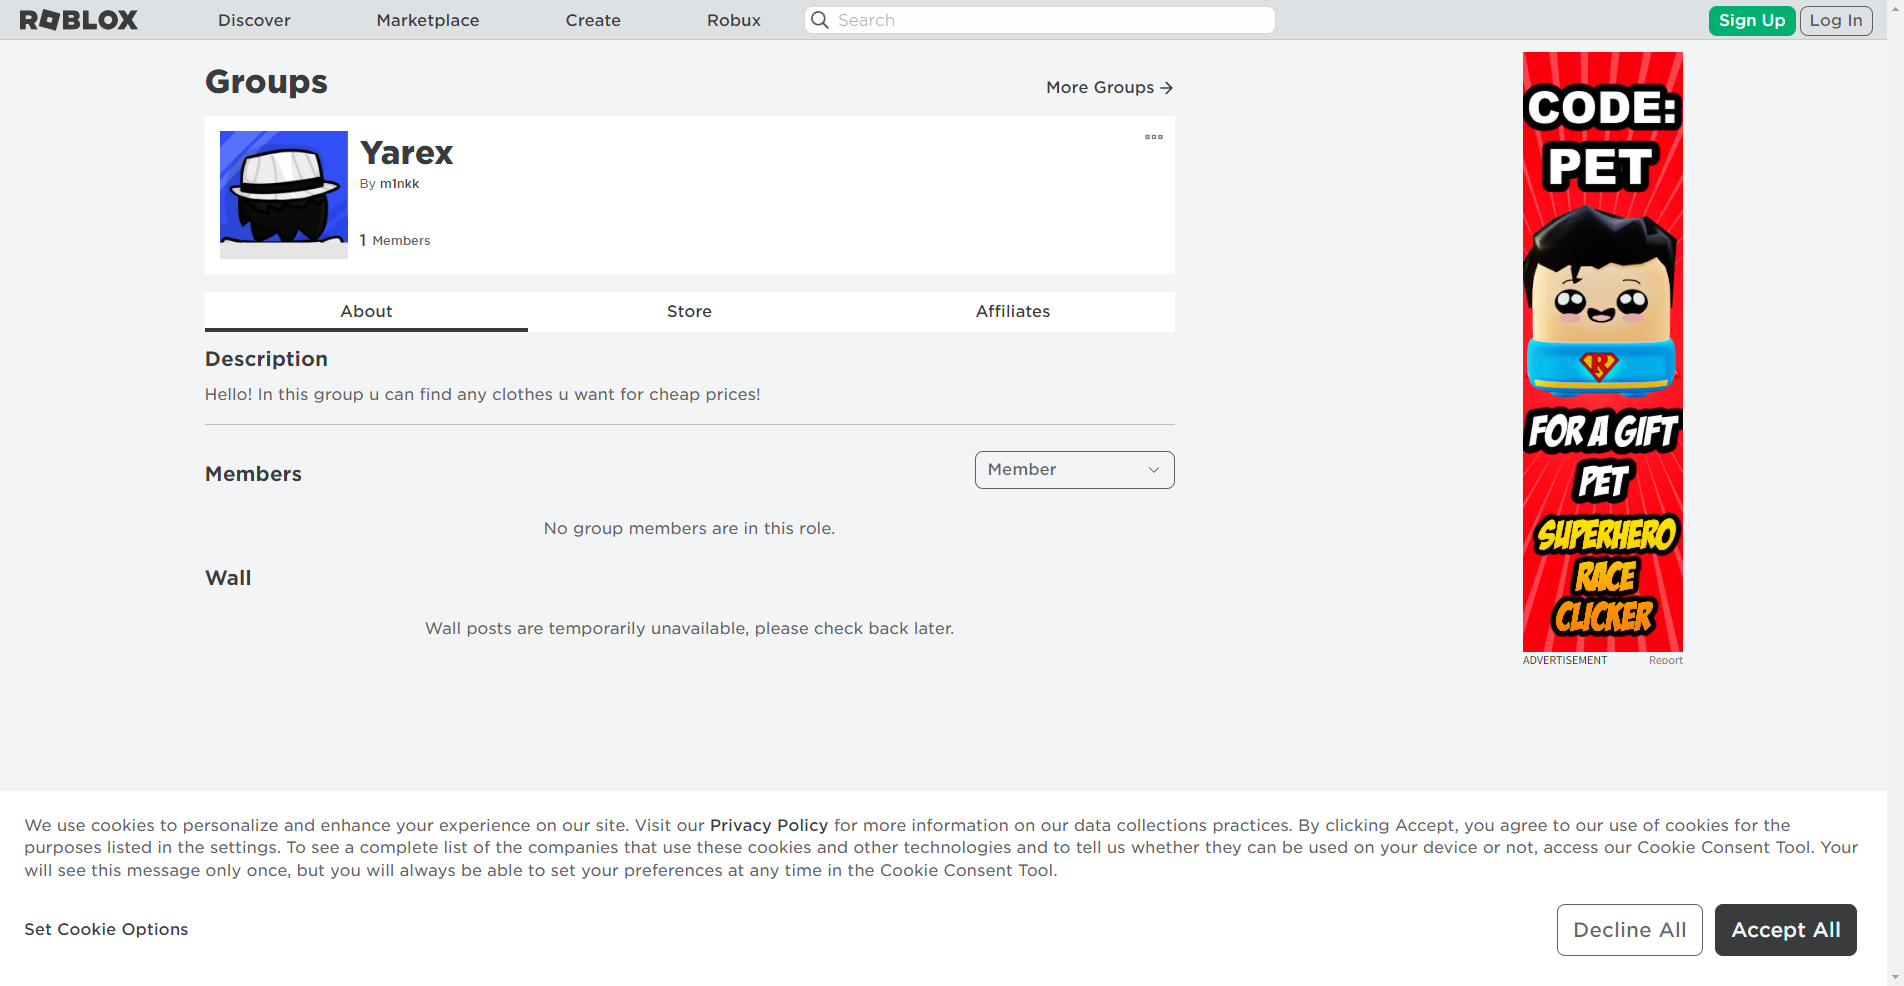 ROBLOX
Discover
Marketplace
Create
Robux
Search
Sign Up
Log In
Groups
More Groups
Yarex
By m1nkk
1 Members
About
Store
Affiliates
Description
Hello! In this group u can find any clothes u want for cheap prices!
Members
Member
No group members are in this role.
Wall
Wall posts are temporarily unavailable, please check back later.
CODE:
PET
R
FOR A GIFT
PET
SUPERHERO
RACE
CLICKER
ADVERTISEMENT
Report
We use cookies to personalize and enhance your experience on our site. Visit our Privacy Policy for more information on our data collections practices. By clicking Accept, you agree to our use of cookies for the
purposes listed in the settings. To see a complete list of the companies that use these cookies and other technologies and to tell us whether they can be used on your device or not, access our Cookie Consent Tool. Your
will see this message only once, but you will always be able to set your preferences at any time in the Cookie Consent Tool.
Set Cookie Options
Decline All
Accept All